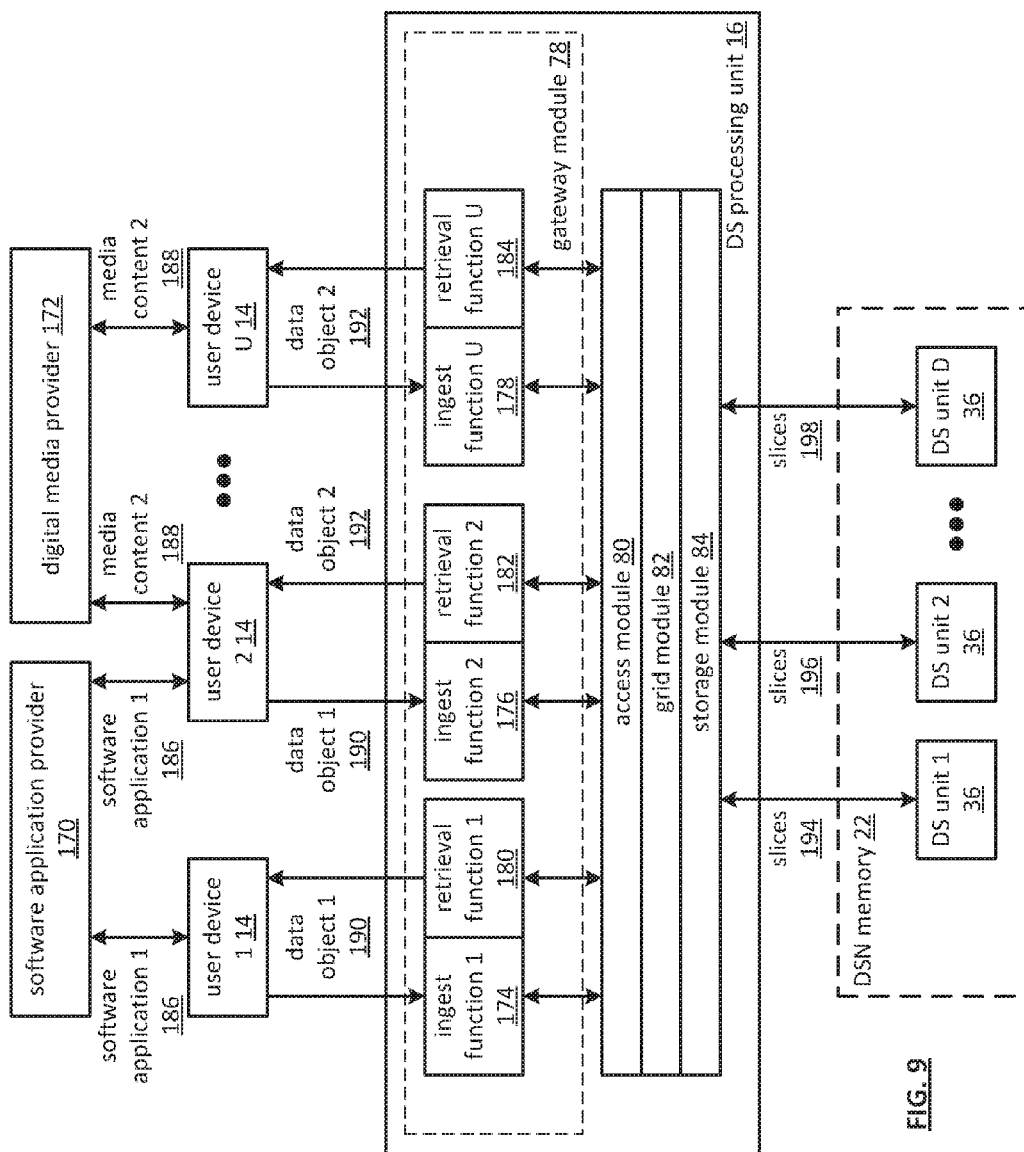 software application provider
170
digital media provider 172
software
application 1
186
software
application 1
186
media
content 2
188
media
content 2
188
user device
1 14
user device
2 14
user device
U 14
data
object 1
190
data
object 1
190
data
object 2
192
data
object 2
192
ingest
function 1
174
retrieval
function 1
180
ingest
function 2
176
retrieval
function 2
182
ingest
function U
178
retrieval
function U
184
gateway module 78
access module 80
grid module 82
storage module 84
DS processing unit 16
slices
194
slices
196
slices
198
DSN memory 22
DS unit 1
36
DS unit 2
36
DS unit D
36
FIG. 9